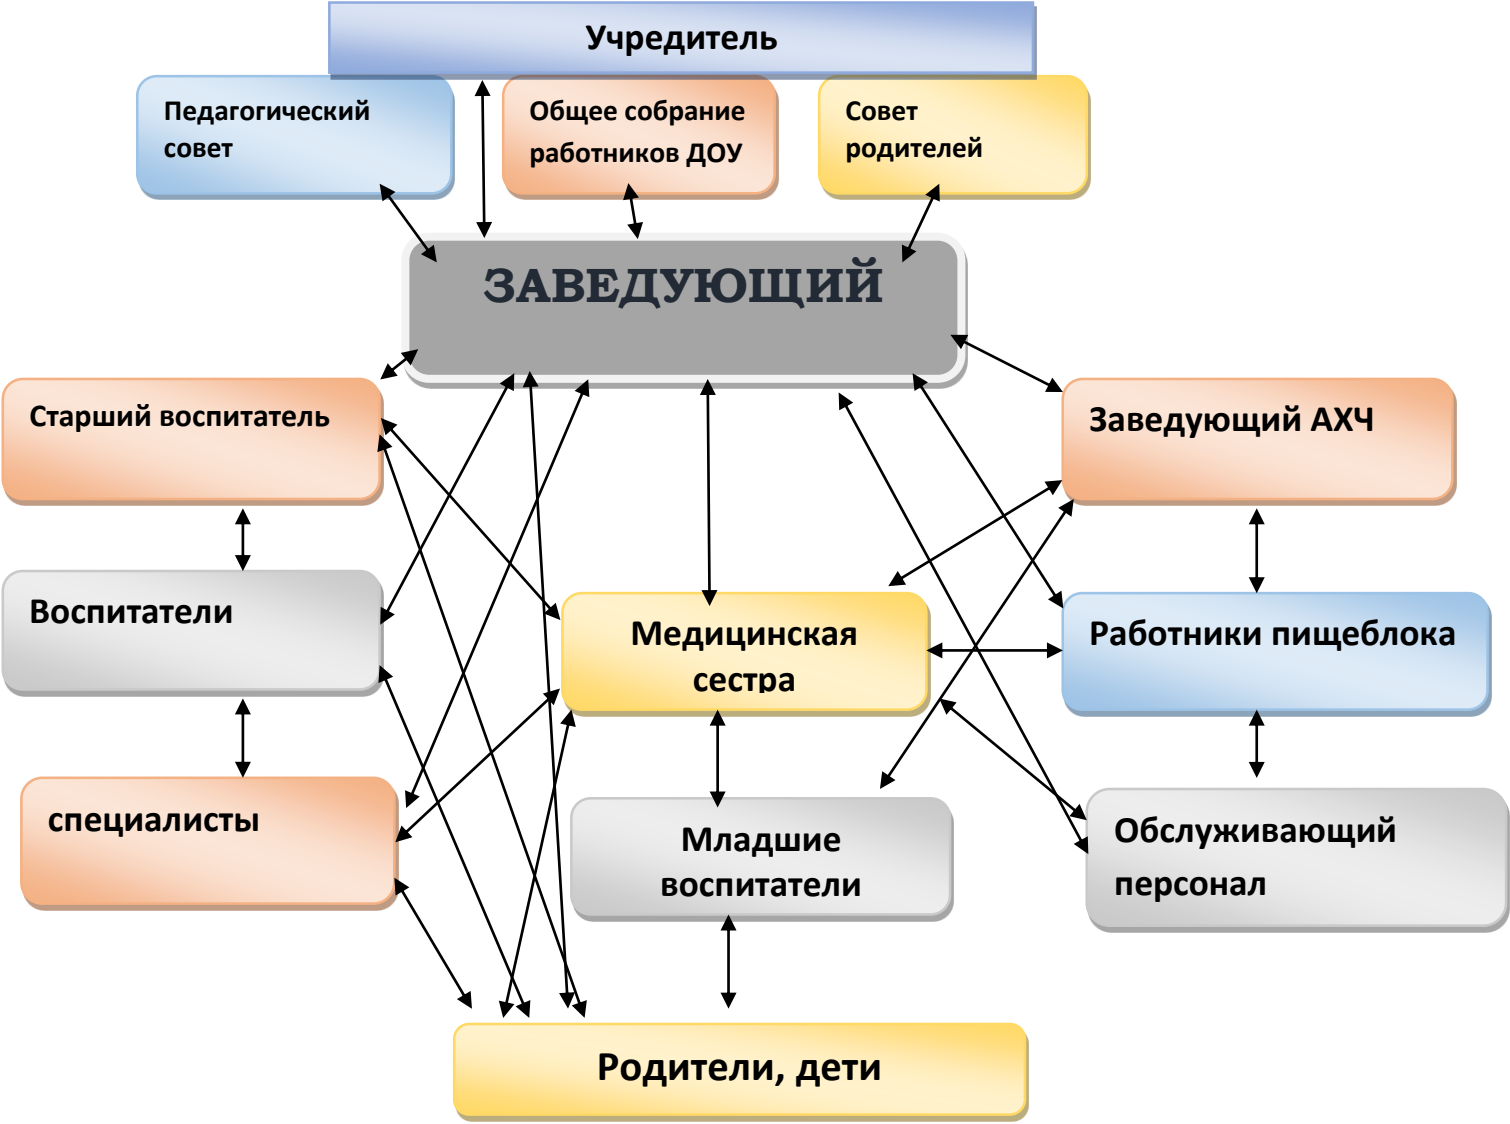 Учредитель
Педагогический
совет
Общее собрание
работников ДОУ
Совет
родителей
ЗАВЕДУЮЩИЙ
Старший воспитатель
Заведующий АХЧ
Воспитатели
Медицинская
сестра
Работники пищеблока
специалисты
Младшие
воспитатели
Обслуживающий
персонал
Родители, дети